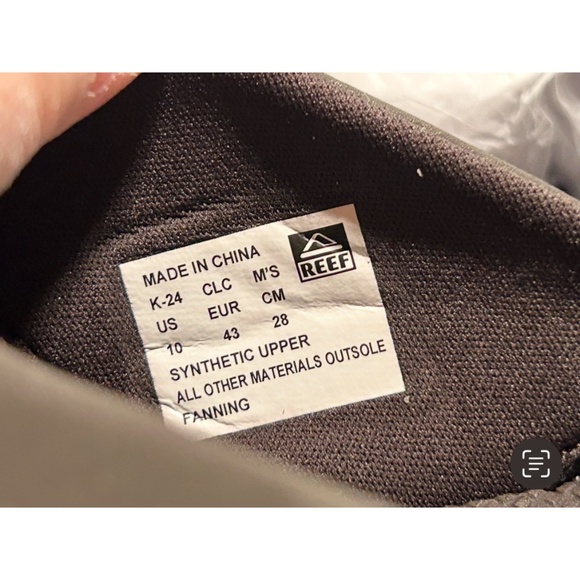 MADE IN CHINA
K-24 CLC M'S
REEF
US EUR CM
10 43 28
SYNTHETIC UPPER
ALL OTHER MATERIALS OUTSOLE
FANNING